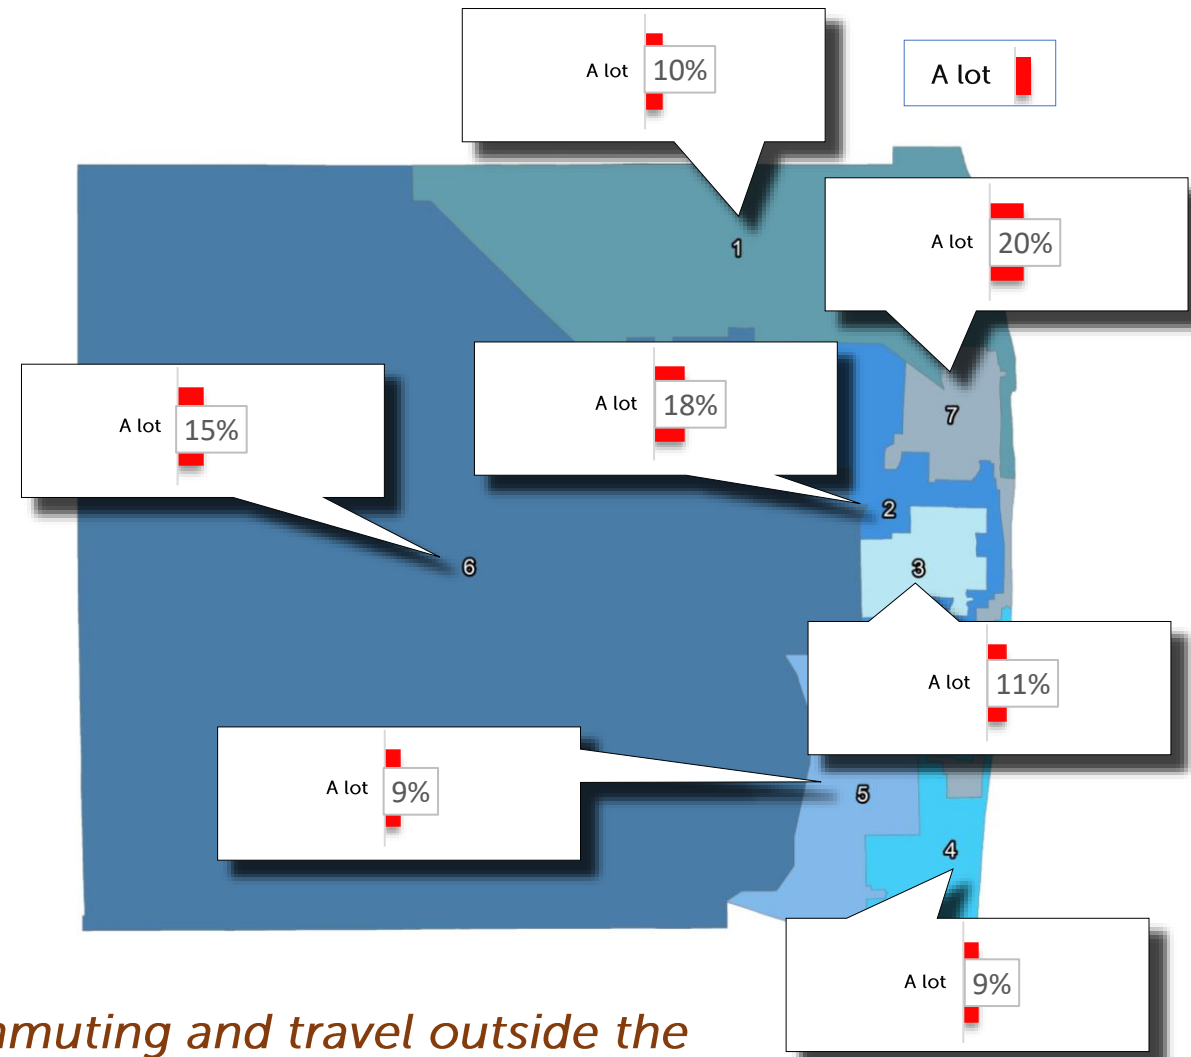 A lot 10%
A lot
1
A lot 20%
A lot 18%
7
A lot 15%
2
6
3
A lot 11%
A lot 9%
5
4
A lot 9%
commuting and travel outside the